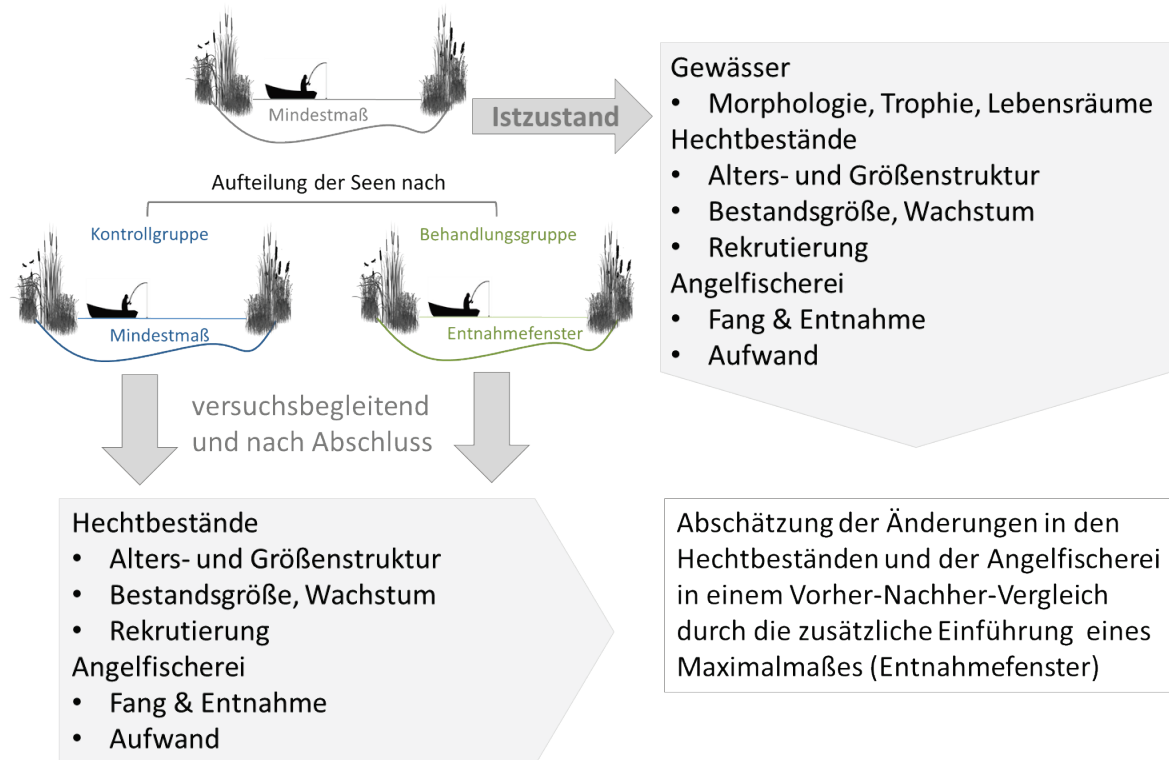 Mindestmaß
Istzustand
Gewässer
• Morphologie, Trophie, Lebensräume
Hechtbestände
• Alters- und Größenstruktur
• Bestandsgröße, Wachstum
• Rekrutierung
Angelfischerei
• Fang & Entnahme
• Aufwand
Aufteilung der Seen nach
Kontrollgruppe
Behandlungsgruppe
Mindestmaß
Entnahmefenster
versuchsbegleitend
und nach Abschluss
Hechtbestände
• Alters- und Größenstruktur
• Bestandsgröße, Wachstum
• Rekrutierung
Angelfischerei
• Fang & Entnahme
• Aufwand
Abschätzung der Änderungen in den
Hechtbeständen und der Angelfischerei
in einem Vorher-Nachher-Vergleich
durch die zusätzliche Einführung eines
Maximalmaßes (Entnahmefenster)